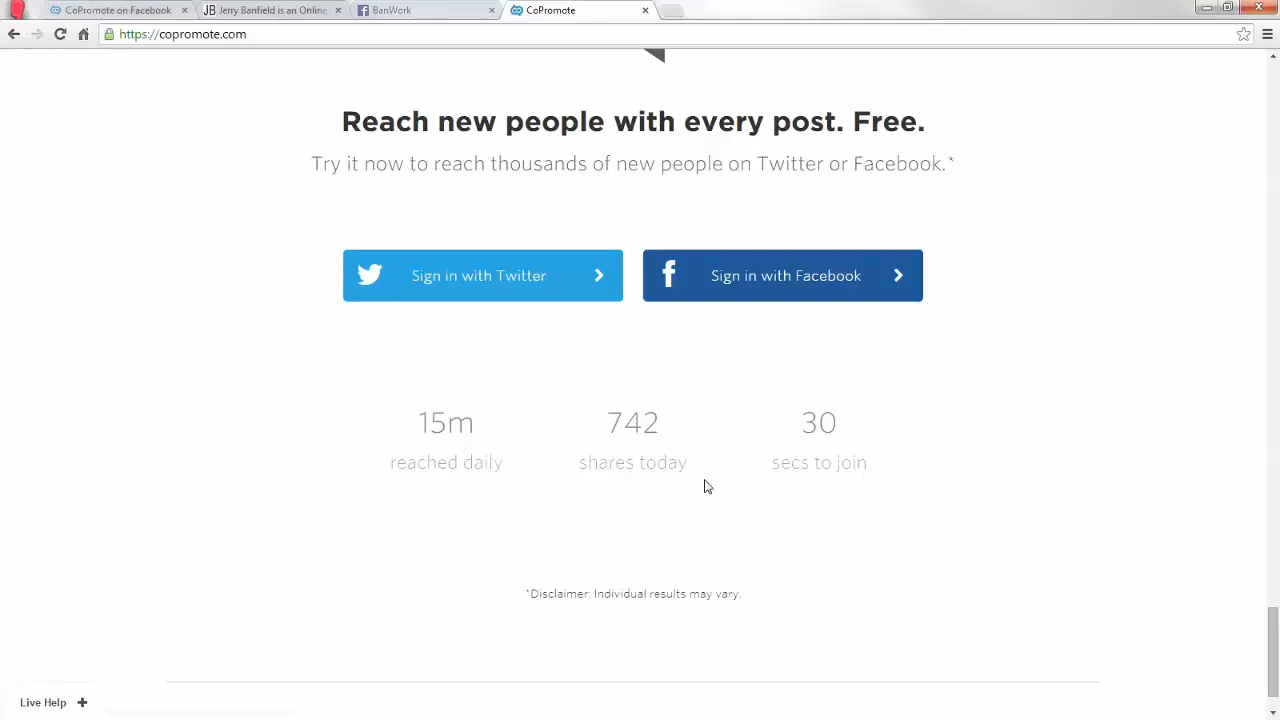 CoPromote on Facebook
Jerry Banfield is an Online
BanWork
CoPromote
https://copromote.com
Reach new people with every post. Free.
Try it now to reach thousands of new people on Twitter or Facebook.*
Sign in with Twitter
Sign in with Facebook
15m
742
30
reached daily
shares today
secs to join
*Disclaimer: Individual results may vary.
Live Help +